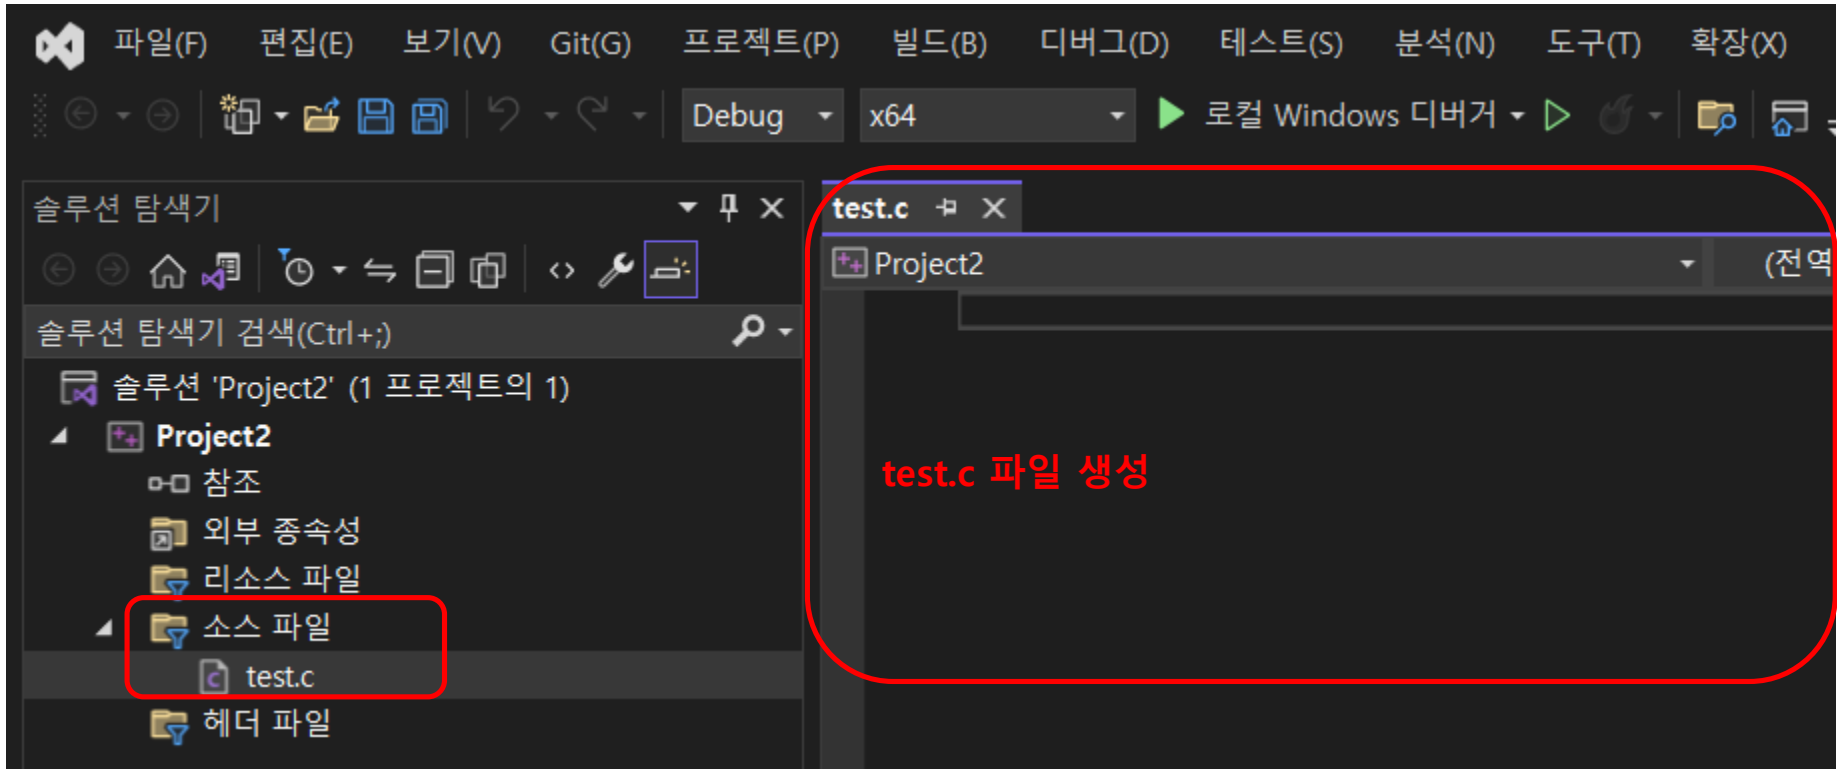 파일(F) 편집(E) 보기(V) Git(G) 프로젝트(P) 빌드(B) 디버그(D) 테스트(S) 분석(N) 도구(T) 확장(X)
Debug x64 로컬 Windows 디버거
솔루션 탐색기
test.c
Project2 (전역
솔루션 탐색기 검색(Ctrl+;)
솔루션 'Project2' (1 프로젝트의 1)
Project2
참조
외부 종속성
리소스 파일
소스 파일
test.c
헤더 파일
test.c 파일 생성